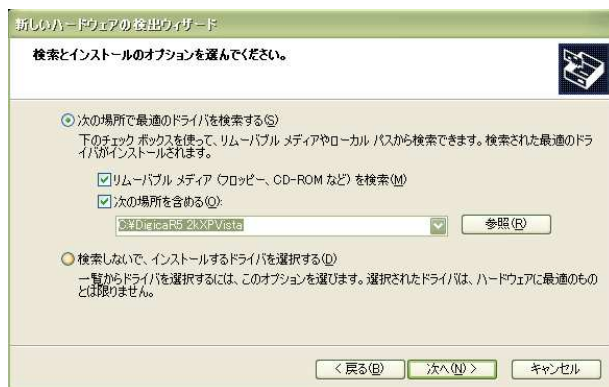 新しいハードウェアの検出ウィザード
検索とインストールのオプションを選んでください。
次の場所で最適のドライバを検索する(S)
下のチェック ボックスを使って、リムーバブル メディアやローカル パスから検索できます。検索された最適のドラ
イバがインストールされます。
リムーバブル メディア (フロッピー、CD-ROM など) を検索(M)
次の場所を含める(O):
C:¥DigicaR5 2kXPVista
参照(R)
検索しないで、インストールするドライバを選択する(D)
一覧からドライバを選択するには、このオプションを選びます。選択されたドライバは、ハードウェアに最適のもの
とは限りません。
< 戻る(B)
次へ(N) >
キャンセル